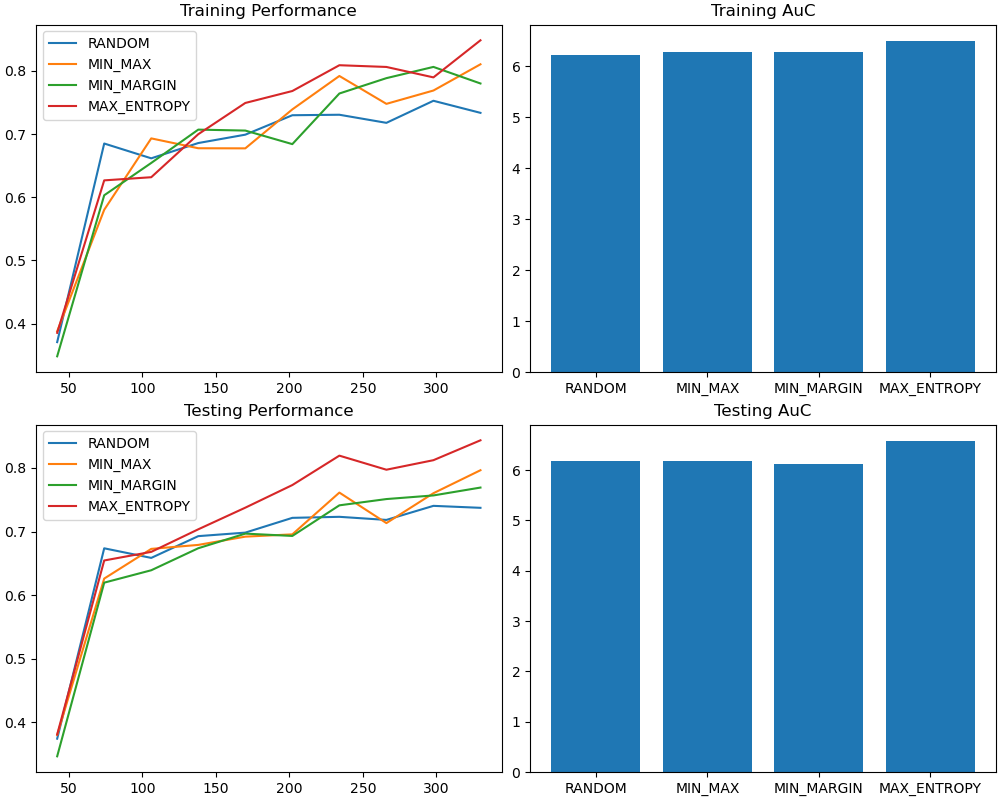 Training Performance
RANDOM
MIN_MAX
MIN_MARGIN
MAX_ENTROPY
0.8
0.7
0.6
0.5
0.4
50 100 150 200 250 300
Training AuC
6
5
4
3
2
1
0
RANDOM MIN_MAX MIN_MARGIN MAX_ENTROPY
Testing Performance
RANDOM
MIN_MAX
MIN_MARGIN
MAX_ENTROPY
0.8
0.7
0.6
0.5
0.4
50 100 150 200 250 300
Testing AuC
6
5
4
3
2
1
0
RANDOM MIN_MAX MIN_MARGIN MAX_ENTROPY